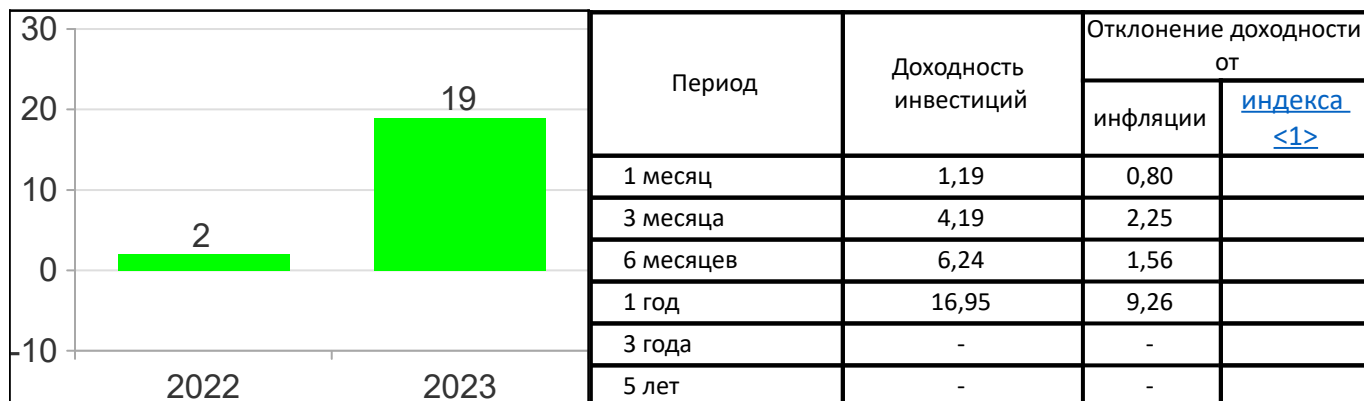 30
20
10
0
-10
2
19
2022
2023
Период
Доходность
инвестиций
Отклонение доходности
от
инфляции
индекса
<1>
1 месяц 1,19 0,80
3 месяца 4,19 2,25
6 месяцев 6,24 1,56
1 год 16,95 9,26
3 года - -
5 лет - -